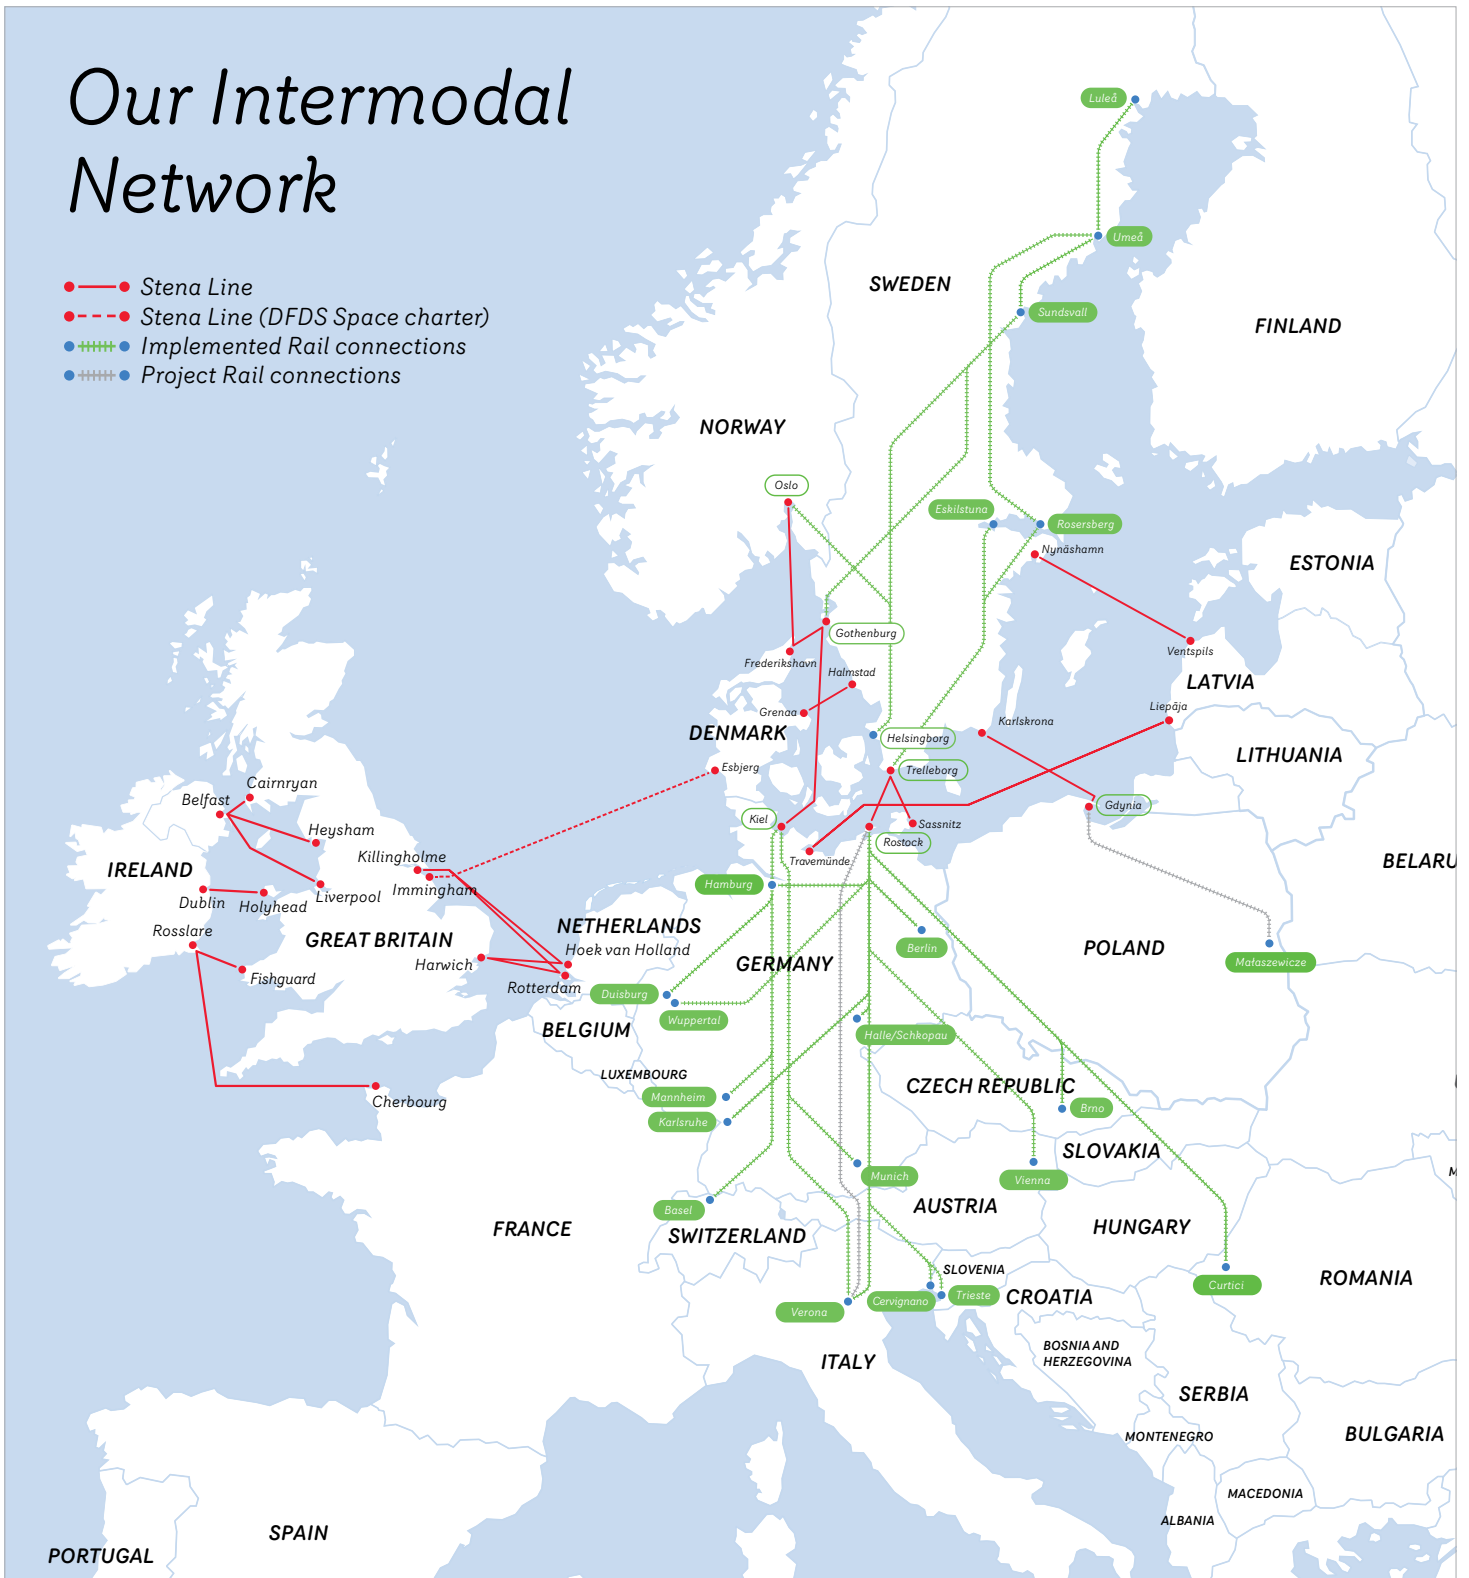 Our Intermodal
Network
Stena Line
Stena Line (DFDS Space charter)
Implemented Rail connections
Project Rail connections
Luleå
Umeå
SWEDEN
Sundsvall
FINLAND
NORWAY
Oslo
Eskilstuna
Rosersberg
Nynäshamn
ESTONIA
Gothenburg
Ventspils
Frederikshavn
Halmstad
LATVIA
Liepāja
Grenaa
Karlskrona
DENMARK
Helsingborg
LITHUANIA
Esbjerg
Trelleborg
Cairnryan
Belfast
Gdynia
Kiel
Sassnitz
Heysham
Rostock
Killingholme
Travemünde
BELARU
IRELAND
Hamburg
Immingham
Liverpool
Dublin
Holyhead
NETHERLANDS
Rosslare
GREAT BRITAIN
Hoek van Holland
Berlin
POLAND
Harwich
GERMANY
Małaszewicze
Fishguard
Rotterdam
Duisburg
Wuppertal
BELGIUM
Halle/Schkopau
LUXEMBOURG
CZECH REPUBLIC
Mannheim
Cherbourg
Brno
Karlsruhe
SLOVAKIA
M
Munich
Vienna
AUSTRIA
Basel
FRANCE
SWITZERLAND
HUNGARY
SLOVENIA
ROMANIA
Curtici
Cervignano
Trieste
CROATIA
Verona
BOSNIA AND
HERZEGOVINA
ITALY
SERBIA
MONTENEGRO
BULGARIA
MACEDONIA
ALBANIA
SPAIN
PORTUGAL